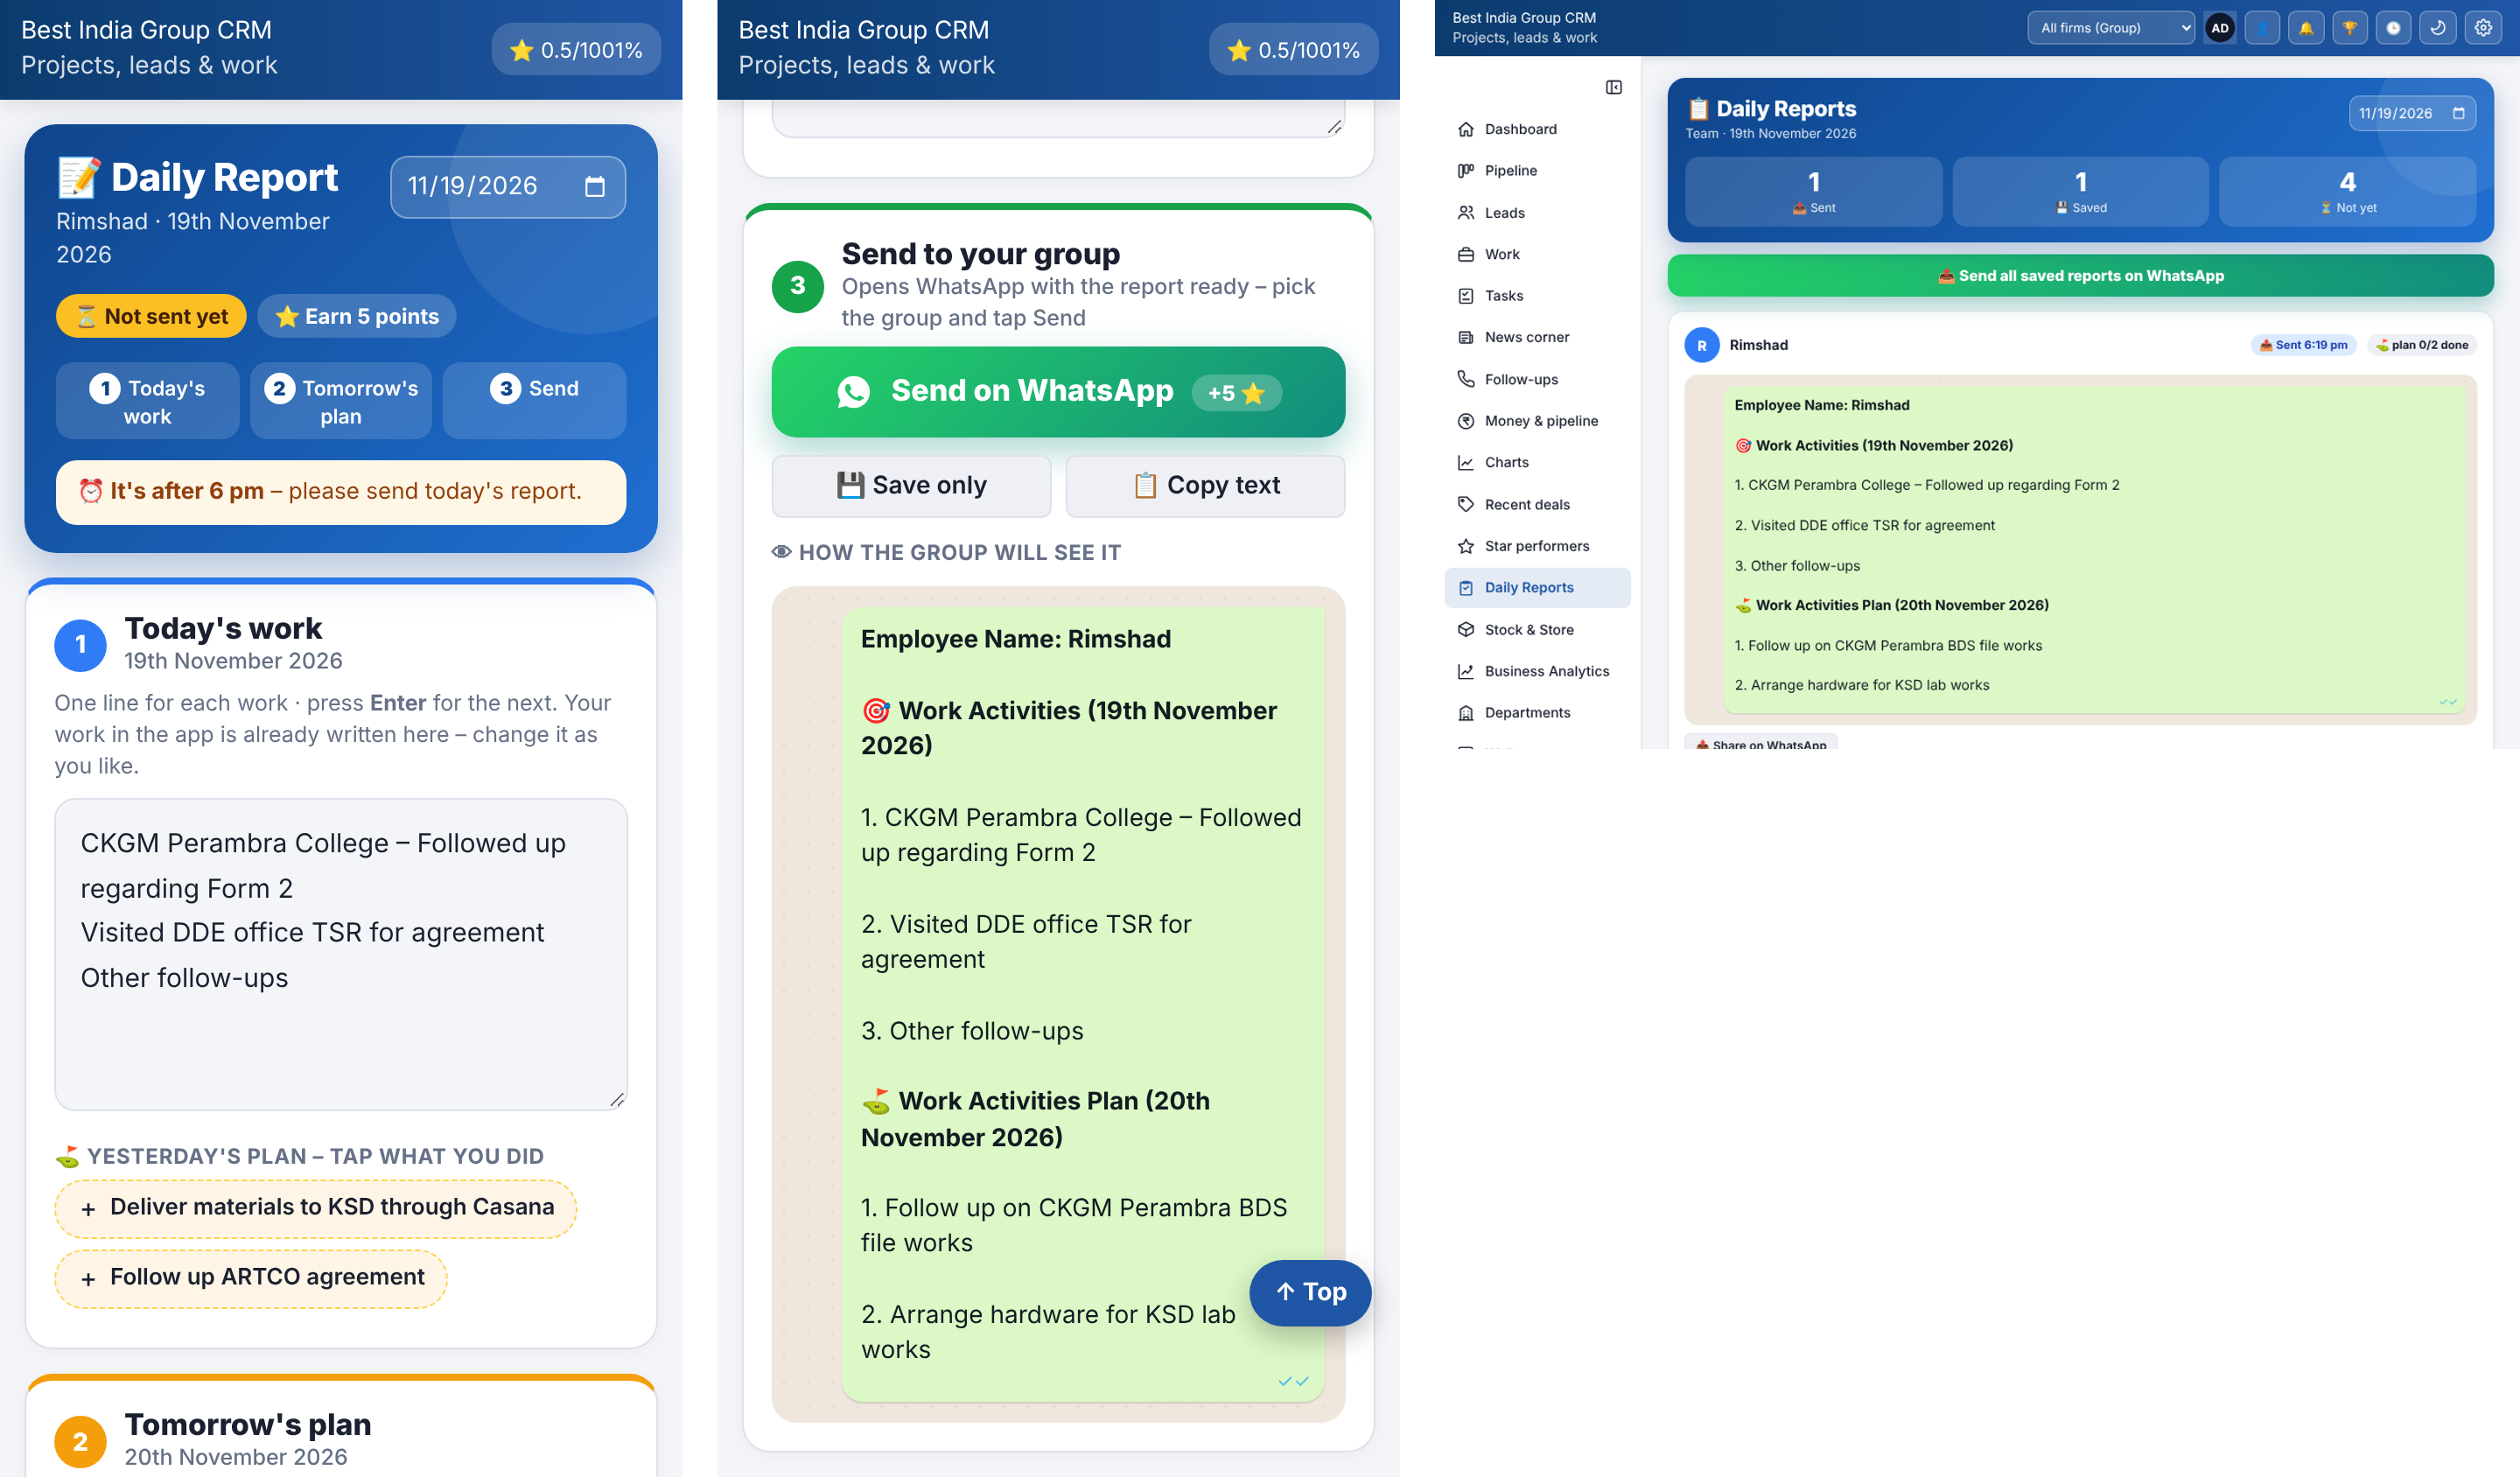 Best India Group CRM
Projects, leads & work
⭐ 0.5/1001%
📝 Daily Report
11/19/2026
Rimshad · 19th November
2026
⏳ Not sent yet
⭐ Earn 5 points
1 Today's
work
2 Tomorrow's
plan
3 Send
⏰ It's after 6 pm – please send today's report.
1
Today's work
19th November 2026
One line for each work · press Enter for the next. Your
work in the app is already written here – change it as
you like.
CKGM Perambra College – Followed up
regarding Form 2
Visited DDE office TSR for agreement
Other follow-ups
⛳ YESTERDAY'S PLAN – TAP WHAT YOU DID
+ Deliver materials to KSD through Casana
+ Follow up ARTCO agreement
2
Tomorrow's plan
20th November 2026
Best India Group CRM
Projects, leads & work
⭐ 0.5/1001%
3
Send to your group
Opens WhatsApp with the report ready – pick
the group and tap Send
Send on WhatsApp +5 ⭐
💾 Save only
📋 Copy text
👁 HOW THE GROUP WILL SEE IT
Employee Name: Rimshad
🎯 Work Activities (19th November
2026)
1. CKGM Perambra College – Followed
up regarding Form 2
2. Visited DDE office TSR for
agreement
3. Other follow-ups
⛳ Work Activities Plan (20th
November 2026)
1. Follow up on CKGM Perambra BDS
file works
2. Arrange hardware for KSD lab
works
↑ Top
Best India Group CRM
Projects, leads & work
All firms (Group)
AD
Dashboard
Pipeline
Leads
Work
Tasks
News corner
Follow-ups
Money & pipeline
Charts
Recent deals
Star performers
Daily Reports
Stock & Store
Business Analytics
Departments
📋 Daily Reports
Team · 19th November 2026
11/19/2026
1
📤 Sent
1
💾 Saved
4
⏳ Not yet
📤 Send all saved reports on WhatsApp
R
Rimshad
📤 Sent 6:19 pm
⛳ plan 0/2 done
Employee Name: Rimshad
🎯 Work Activities (19th November 2026)
1. CKGM Perambra College – Followed up regarding Form 2
2. Visited DDE office TSR for agreement
3. Other follow-ups
⛳ Work Activities Plan (20th November 2026)
1. Follow up on CKGM Perambra BDS file works
2. Arrange hardware for KSD lab works
📤 Share on WhatsApp